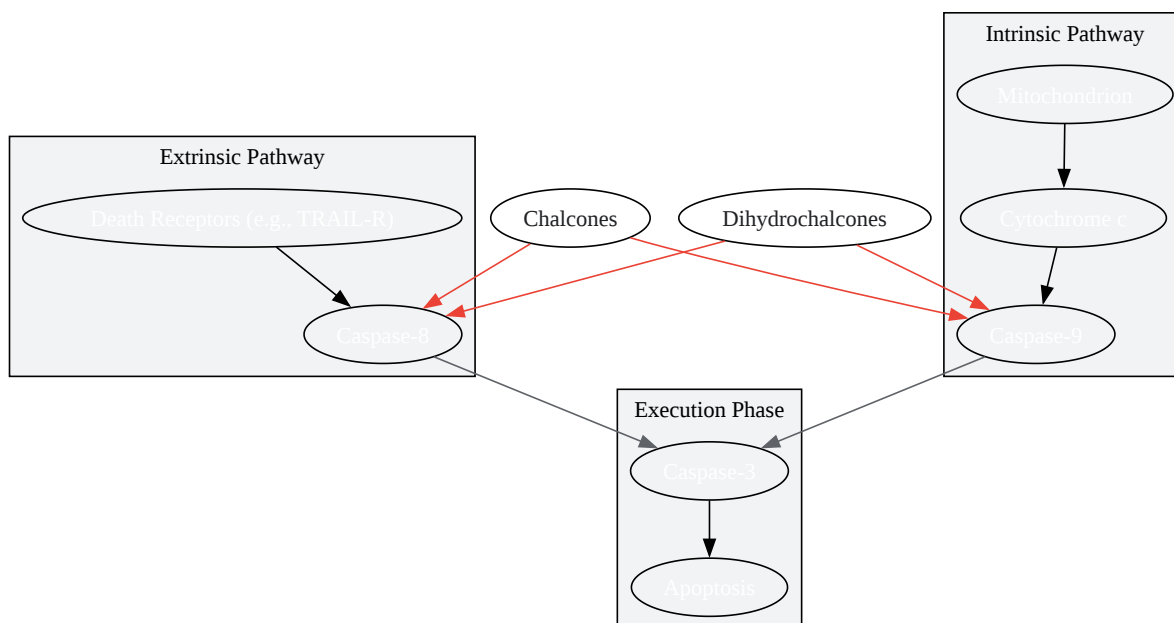 Intrinsic Pathway
Mitochondrion
Extrinsic Pathway
Death Receptors (e.g., TRAIL-R)
Chalcones
Dihydrochalcones
Cytochrome c
Caspase-8
Caspase-9
Execution Phase
Caspase-3
Apoptosis